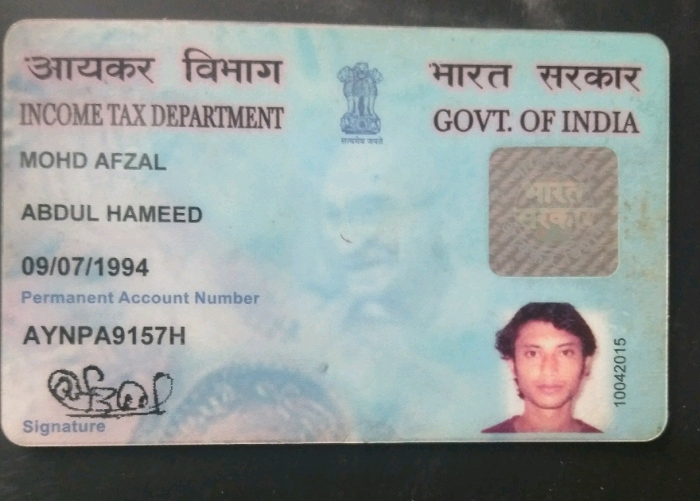 आयकर विभाग
INCOME TAX DEPARTMENT
सत्यमेव जयते
भारत सरकार
GOVT. OF INDIA
MOHD AFZAL
ABDUL HAMEED
09/07/1994
Permanent Account Number
AYNPA9157H
Signature
भारत
सरकार
10042015